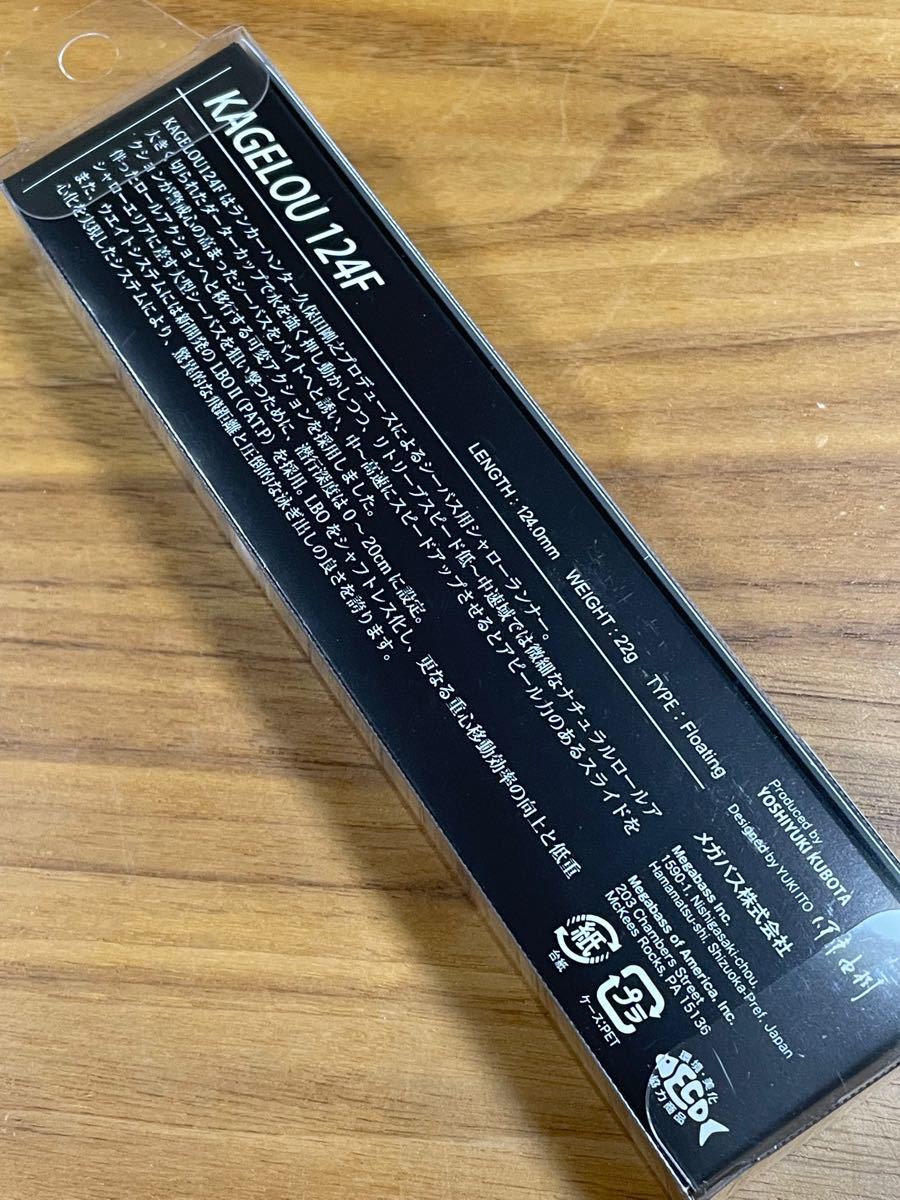 KAGELOU 124F
LENGTH : 124.0mm WEIGHT : 22g TYPE : Floating
KAGELOU124Fはランカーハンター久保田剛之プロデュースによるシーバス用シャローランナー。
大きく切られたダーターカップで水を強く押し動かしつつ、リトリーブスピード低〜中速域では微細なナチュラルロールア
クションが警戒心の高まったシーバスをバイトへと誘い、中〜高速にスピードアップさせるとアピール力のあるスライドを
伴ったロールアクションへと移行する可変アクションを採用しました。
シャローエリアに差す大型シーバスを狙い撃つために、潜行深度は0〜20cmに設定。
また、ウエイトシステムには新開発のLBOⅡ(PAT.P)を採用。LBOをシャフトレス化し、更なる重心移動効率の向上と低重
心化を実現したシステムにより、驚異的な飛距離と圧倒的な泳ぎ出しの良さを誇ります。
Produced by
YOSHIYUKI KUBOTA
Designed by YUKI ITO
メガバス株式会社
Megabass Inc.
1590-1, Nishigasaki-chou,
Hamamatsu-shi, Shizuoka-Pref. Japan
Megabass of America, Inc.
203 Chambers Street
McKees Rocks, PA 15136
紙
台紙
プラ
ケース:PET
環境・美化
ECO
協力商品